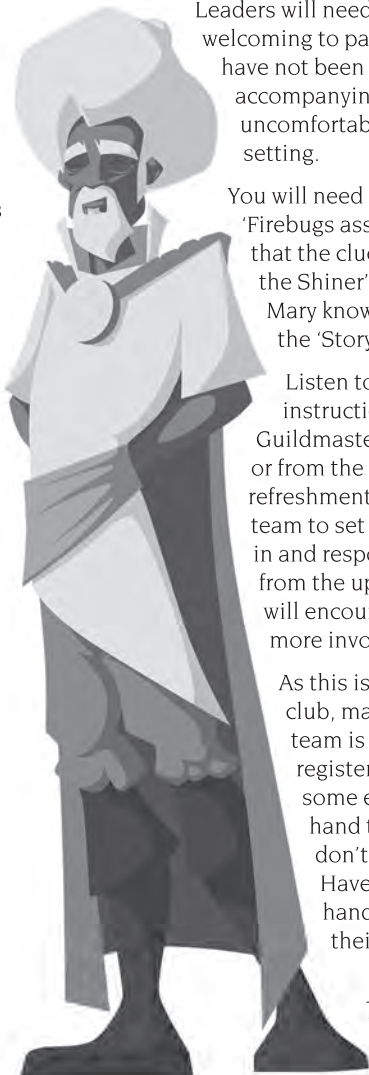 Leaders will need
welcoming to pa
have not been
accompanyin
uncomfortab
setting.
You will need
s
'Firebugs ass
that the clue
the Shiner'
Mary know
the 'Story
Listen to
instructi
Guildmaste
or from the
refreshment
team to set
in and respo
from the up
will encour
more invo
As this is
club, ma
team is
register
some e
hand t
don't
Have
hand
thei